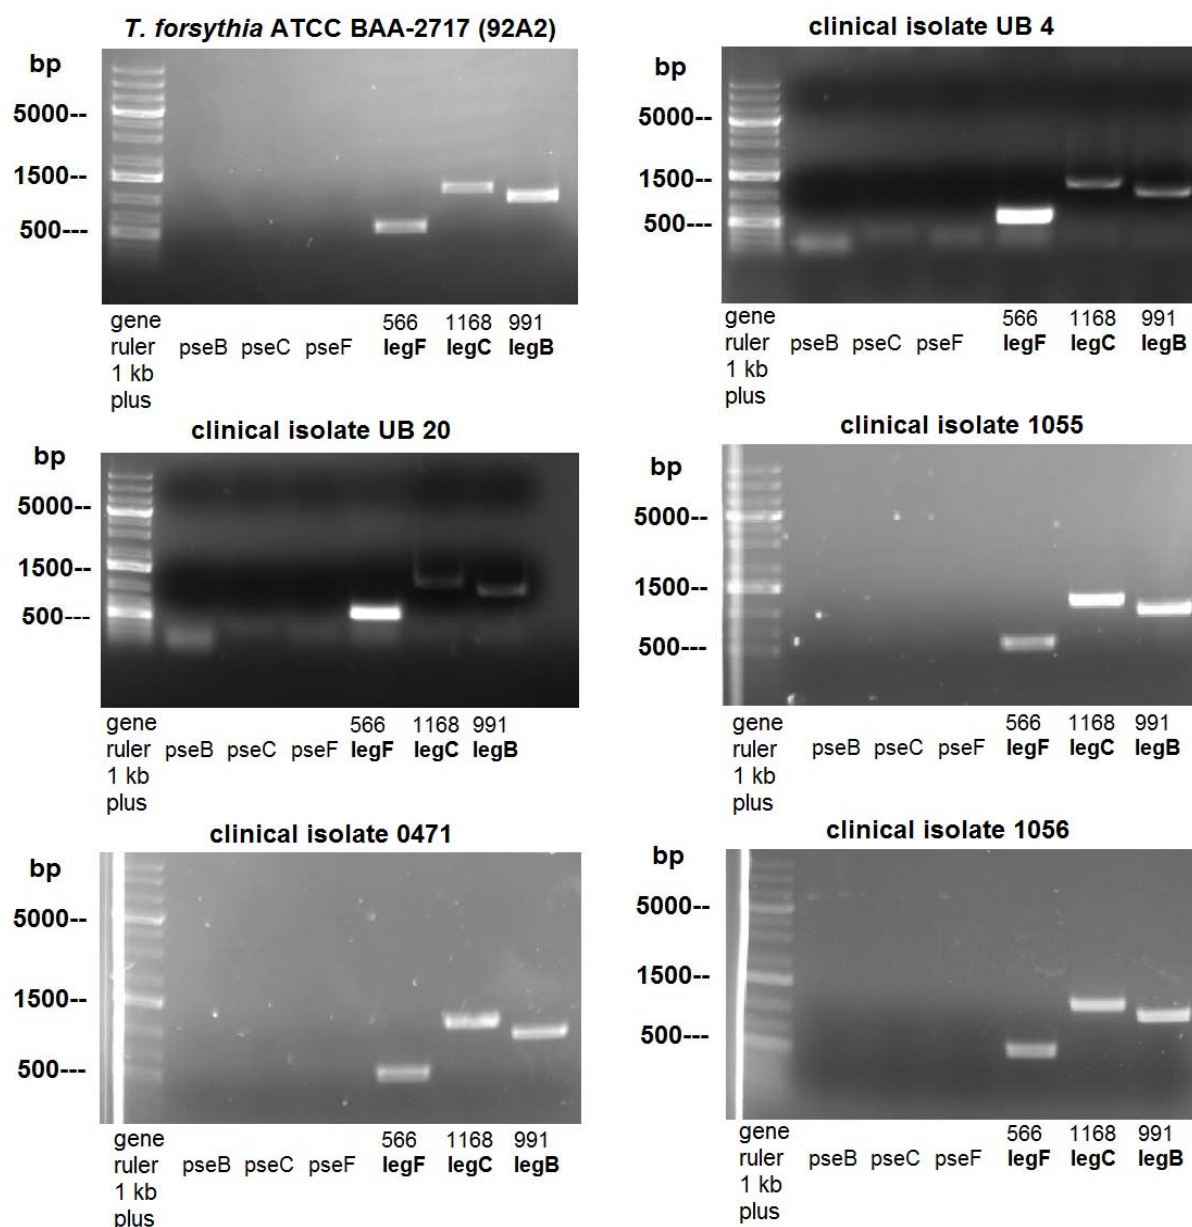 T. forsythia ATCC BAA-2717 (92A2)
bp
5000--
1500--
500---
566 1168 991
gene
ruler pseB pseC pseF legF legC legB
1 kb
plus
clinical isolate UB 4
bp
5000--
1500--
500--
566 1168 991
gene
ruler pseB pseC pseF legF legC legB
1 kb
plus
clinical isolate UB 20
bp
5000--
1500--
500---
566 1168 991
gene
ruler pseB pseC pseF legF legC legB
1 kb
plus
clinical isolate 1055
bp
5000--
1500--
500---
566 1168 991
gene
ruler pseB pseC pseF legF legC legB
1 kb
plus
clinical isolate 0471
bp
5000--
1500--
500---
566 1168 991
gene
ruler pseB pseC pseF legF legC legB
1 kb
plus
clinical isolate 1056
bp
5000--
1500--
500---
566 1168 991
gene
ruler pseB pseC pseF legF legC legB
1 kb
plus